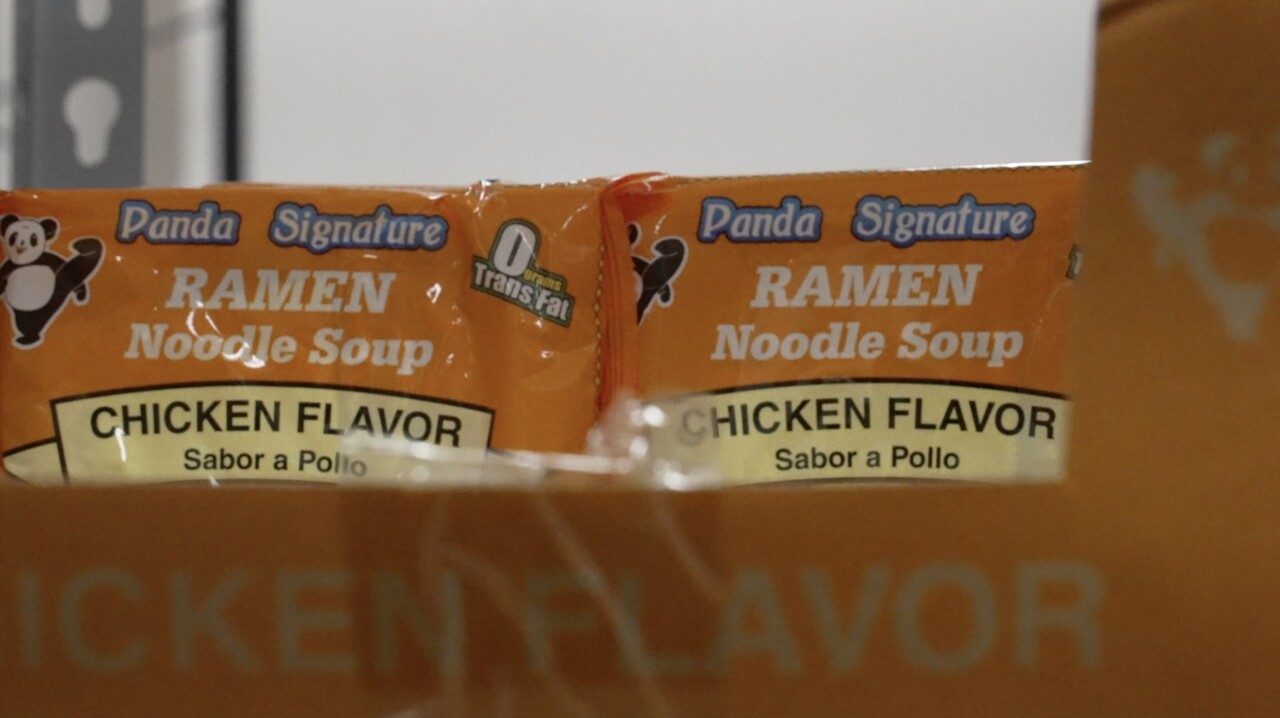 Panda Signature
RAMEN
Noodle Soup
0 grams
Trans Fat
CHICKEN FLAVOR
Sabor a Pollo
Panda Signature
RAMEN
Noodle Soup
CHICKEN FLAVOR
Sabor a Pollo
ICKEN FLAVOR